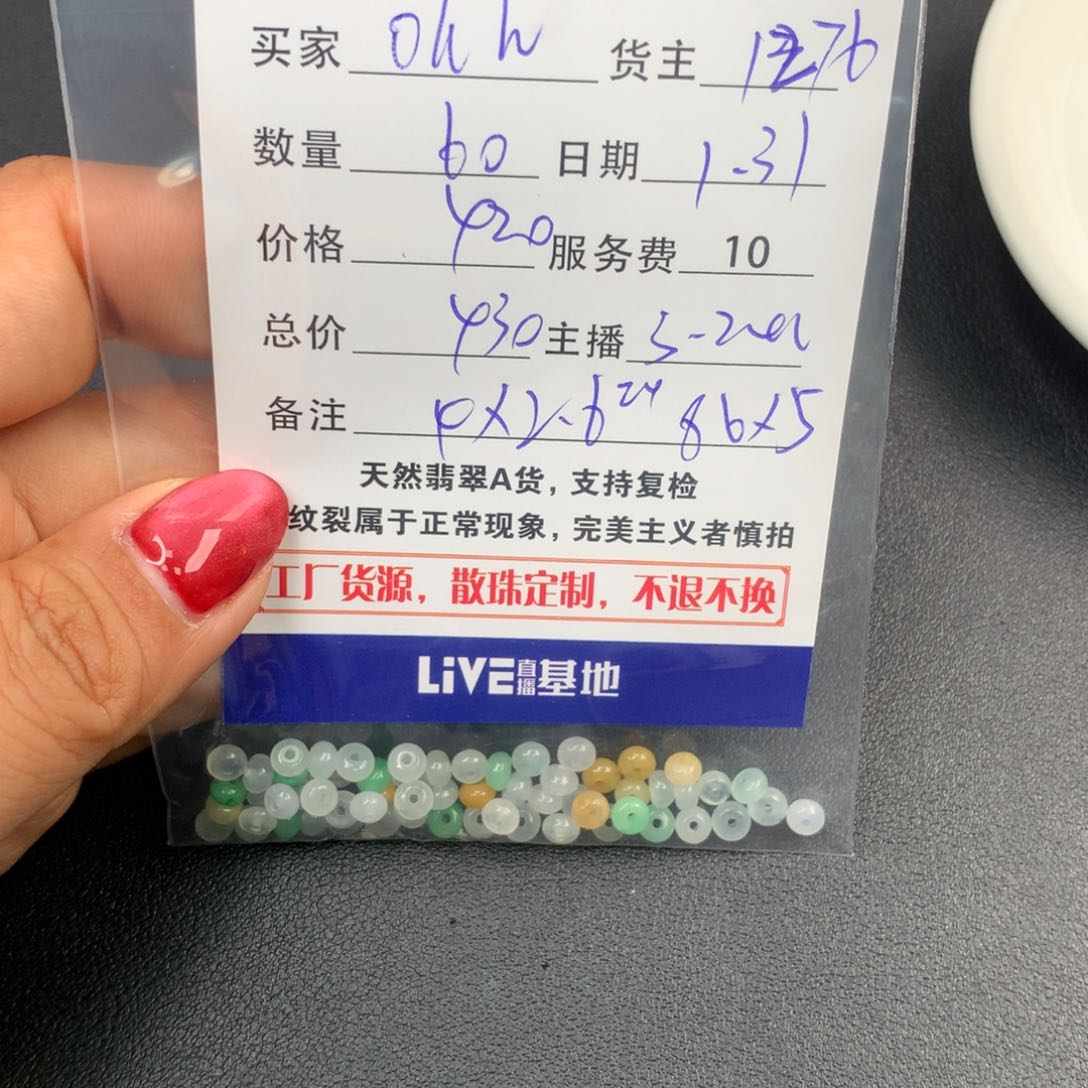 买家 货主
数量 60 日期 1-31
价格 420 服务费 10
总价 430 主播
备注
天然翡翠A货，支持复检
纹裂属于正常现象，完美主义者慎拍
工厂货源，散珠定制，不退不换
LiVE直播基地